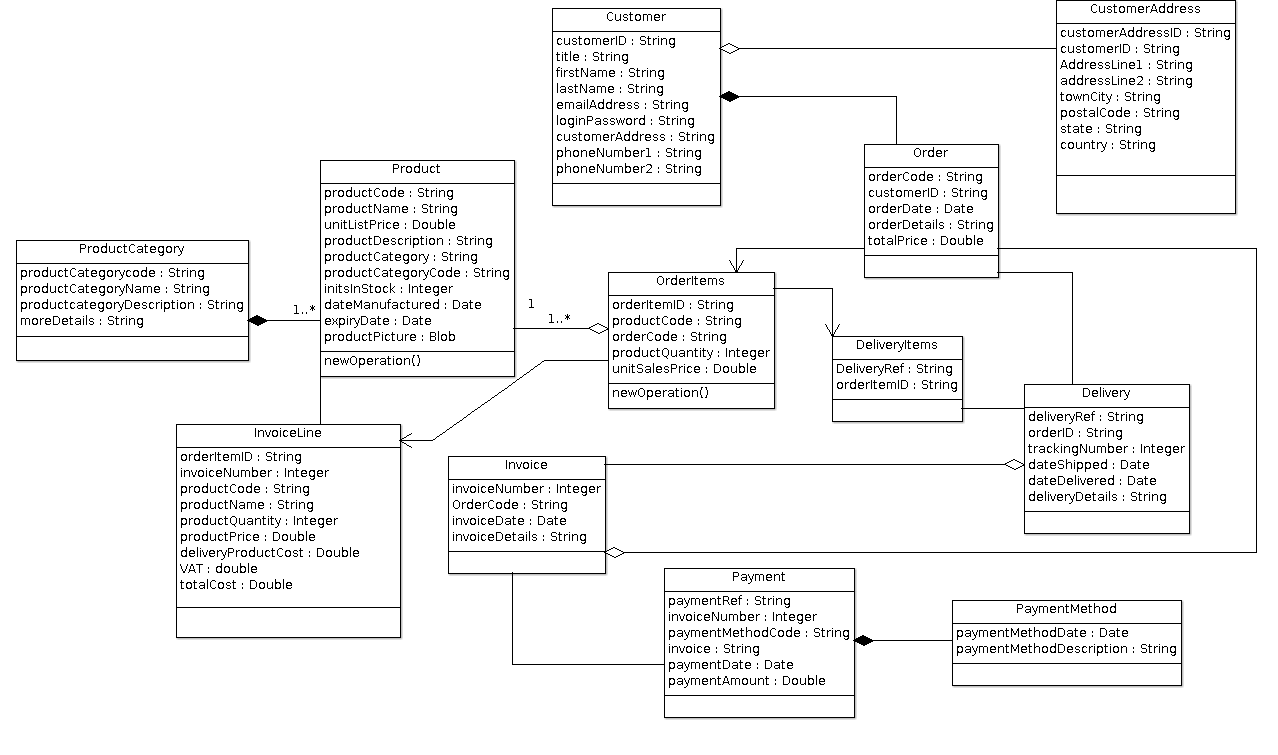 Customer
customerID : String
title : String
firstName : String
lastName : String
emailAddress : String
loginPassword : String
customerAddress : String
phoneNumber1 : String
phoneNumber2 : String
CustomerAddress
customerAddressID : String
customerID : String
AddressLine1 : String
addressLine2 : String
townCity : String
postalCode : String
state : String
country : String
Order
orderCode : String
customerID : String
orderDate : Date
orderDetails : String
totalPrice : Double
Product
productCode : String
productName : String
unitListPrice : Double
productDescription : String
productCategory : String
productCategoryCode : String
initsInStock : Integer
dateManufactured : Date
expiryDate : Date
productPicture : Blob
newOperation()
ProductCategory
productCategorycode : String
productCategoryName : String
productcategoryDescription : String
moreDetails : String
1..*
1
1..*
OrderItems
orderItemID : String
productCode : String
orderCode : String
productQuantity : Integer
unitSalesPrice : Double
newOperation()
DeliveryItems
DeliveryRef : String
orderItemID : String
Delivery
deliveryRef : String
orderID : String
trackingNumber : Integer
dateShipped : Date
dateDelivered : Date
deliveryDetails : String
InvoiceLine
orderItemID : String
invoiceNumber : Integer
productCode : String
productName : String
productQuantity : Integer
productPrice : Double
deliveryProductCost : Double
VAT : double
totalCost : Double
Invoice
invoiceNumber : Integer
OrderCode : String
invoiceDate : Date
invoiceDetails : String
Payment
paymentRef : String
invoiceNumber : Integer
paymentMethodCode : String
invoice : String
paymentDate : Date
paymentAmount : Double
PaymentMethod
paymentMethodDate : Date
paymentMethodDescription : String